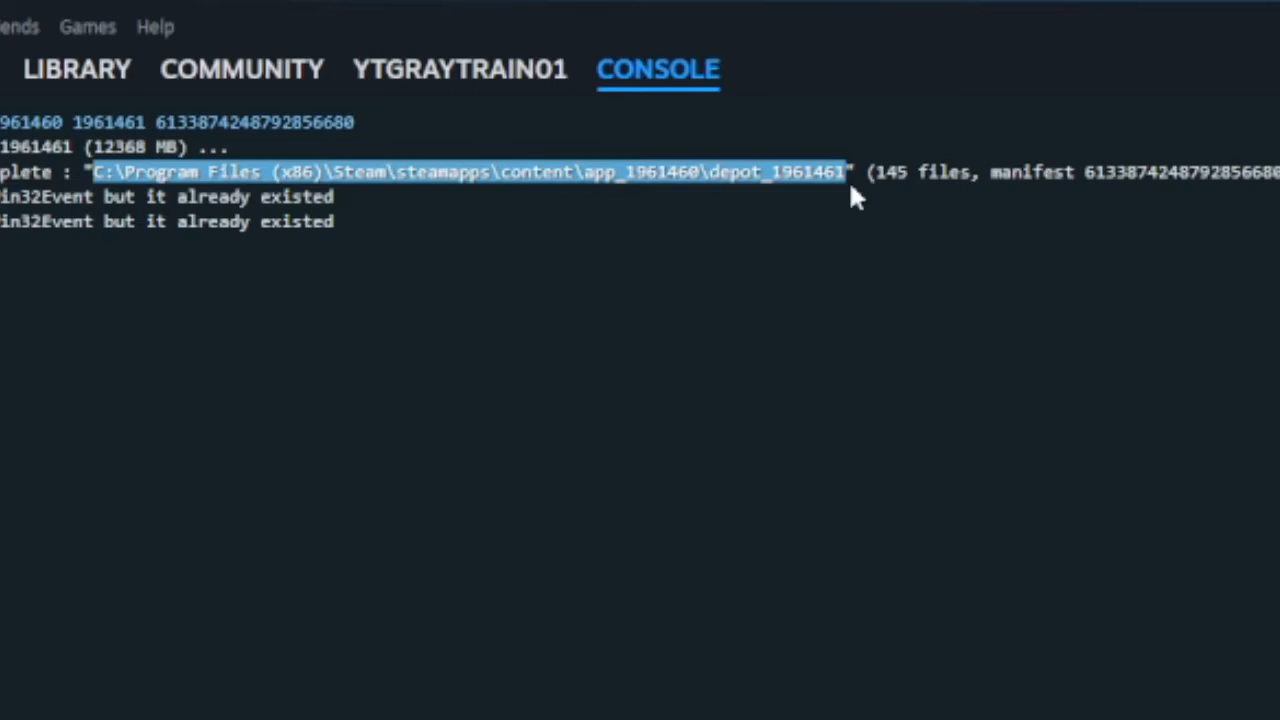 ends Games Help
LIBRARY COMMUNITY YTGRAYTRAIN01 CONSOLE
961460 1961461 6133874248792856680
1961461 (12368 MB) ...
plete : "C:\Program Files (x86)\Steam\steamapps\content\app_1961460\depot_1961461" (145 files, manifest 6133874248792856680
in32Event but it already existed
in32Event but it already existed